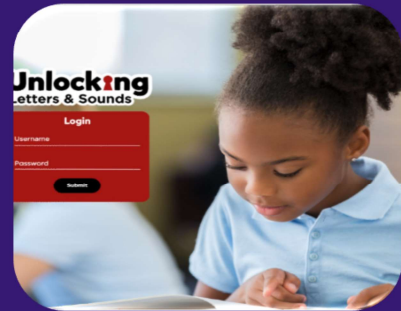 Unlocking
Letters & Sounds
Login
Username
Password
Submit